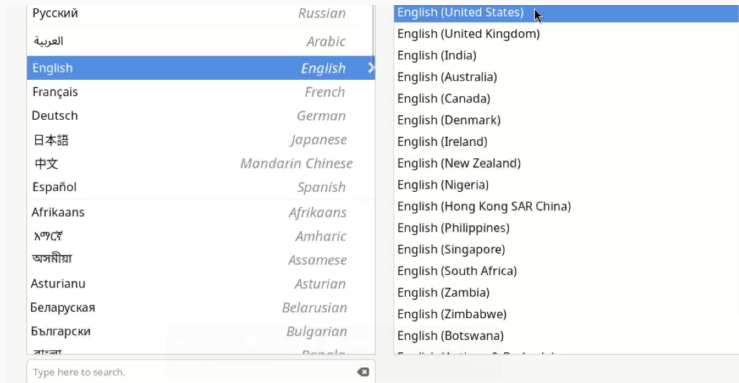 Русский Russian
العربية Arabic
English English
Français French
Deutsch German
日本語 Japanese
中文 Mandarin Chinese
Español Spanish
Afrikaans Afrikaans
አማርኛ Amharic
অসমীয়া Assamese
Asturianu Asturian
Беларуская Belarusian
Български Bulgarian
বাংলা Bangla
Type here to search.
English (United States)
English (United Kingdom)
English (India)
English (Australia)
English (Canada)
English (Denmark)
English (Ireland)
English (New Zealand)
English (Nigeria)
English (Hong Kong SAR China)
English (Philippines)
English (Singapore)
English (South Africa)
English (Zambia)
English (Zimbabwe)
English (Botswana)